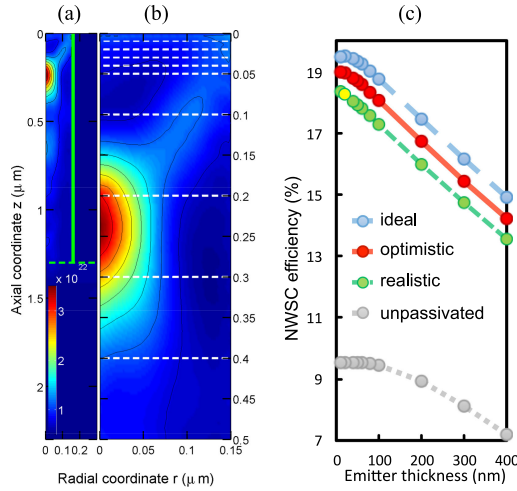 (a) (b) (c)
0 0
0.05
0.1
0.5
0.15
0.2
1
0.25
0.3
22
x 10
3
1.5
0.35
2
0.4
2
1
0.45
0.5
0 0.1 0.2 0 0.05 0.1 0.15
Axial coordinate z (μ m)
Radial coordinate r (μ m)
NWSC efficiency (%)
19
17
15
13
11
9
7
ideal
optimistic
realistic
unpassivated
0 100 200 300 400
Emitter thickness (nm)